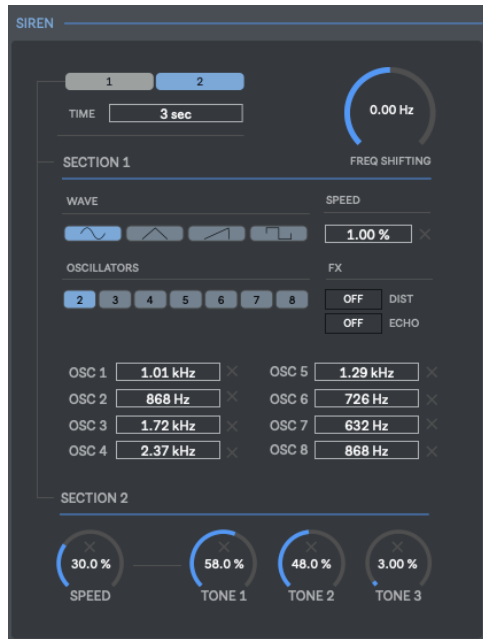 SIREN
1 2
TIME 3 sec
0.00 Hz
FREQ SHIFTING
SECTION 1
WAVE
SPEED
1.00 %
OSCILLATORS
FX
2 3 4 5 6 7 8
OFF DIST
OFF ECHO
OSC 1 1.01 kHz
OSC 5 1.29 kHz
OSC 2 868 Hz
OSC 6 726 Hz
OSC 3 1.72 kHz
OSC 7 632 Hz
OSC 4 2.37 kHz
OSC 8 868 Hz
SECTION 2
30.0 % 58.0 % 48.0 % 3.00 %
SPEED TONE 1 TONE 2 TONE 3